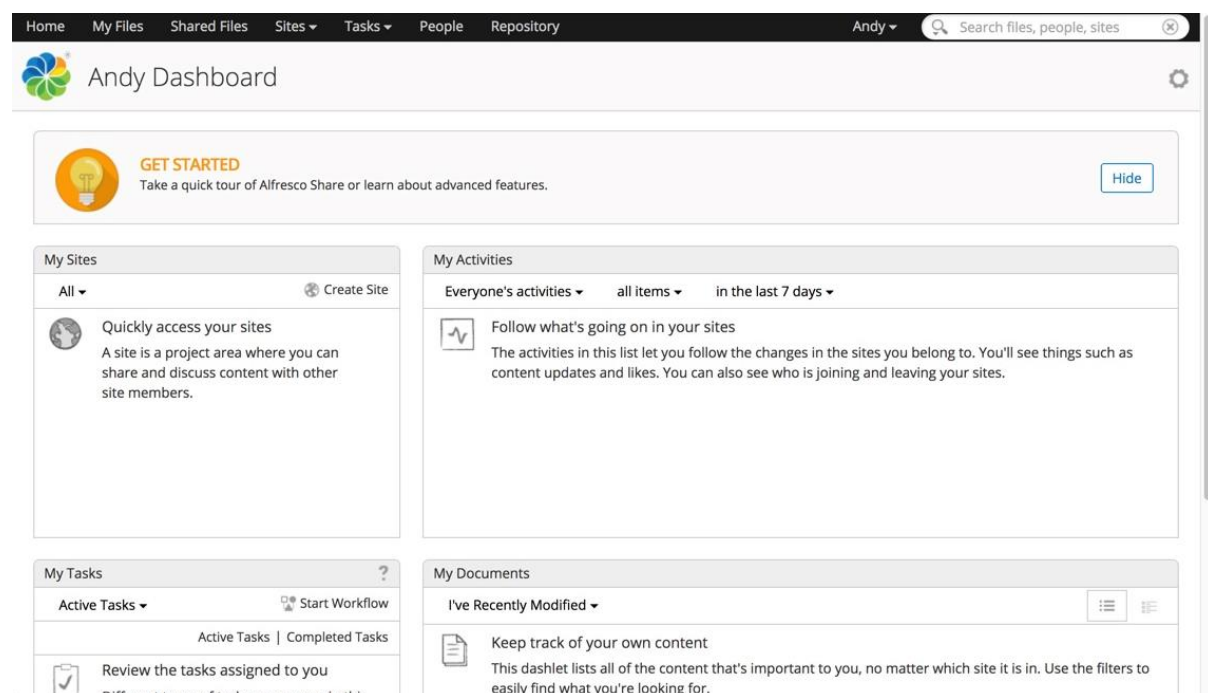 Home My Files Shared Files Sites Tasks People Repository Andy Search files, people, sites
Andy Dashboard
GET STARTED
Take a quick tour of Alfresco Share or learn about advanced features.
Hide
My Sites
All Create Site
Quickly access your sites
A site is a project area where you can
share and discuss content with other
site members.
My Activities
Everyone's activities all items in the last 7 days
Follow what's going on in your sites
The activities in this list let you follow the changes in the sites you belong to. You'll see things such as
content updates and likes. You can also see who is joining and leaving your sites.
My Tasks ?
Active Tasks Start Workflow
Active Tasks | Completed Tasks
Review the tasks assigned to you
My Documents
I've Recently Modified
Keep track of your own content
This dashlet lists all of the content that's important to you, no matter which site it is in. Use the filters to
easily find what you're looking for.